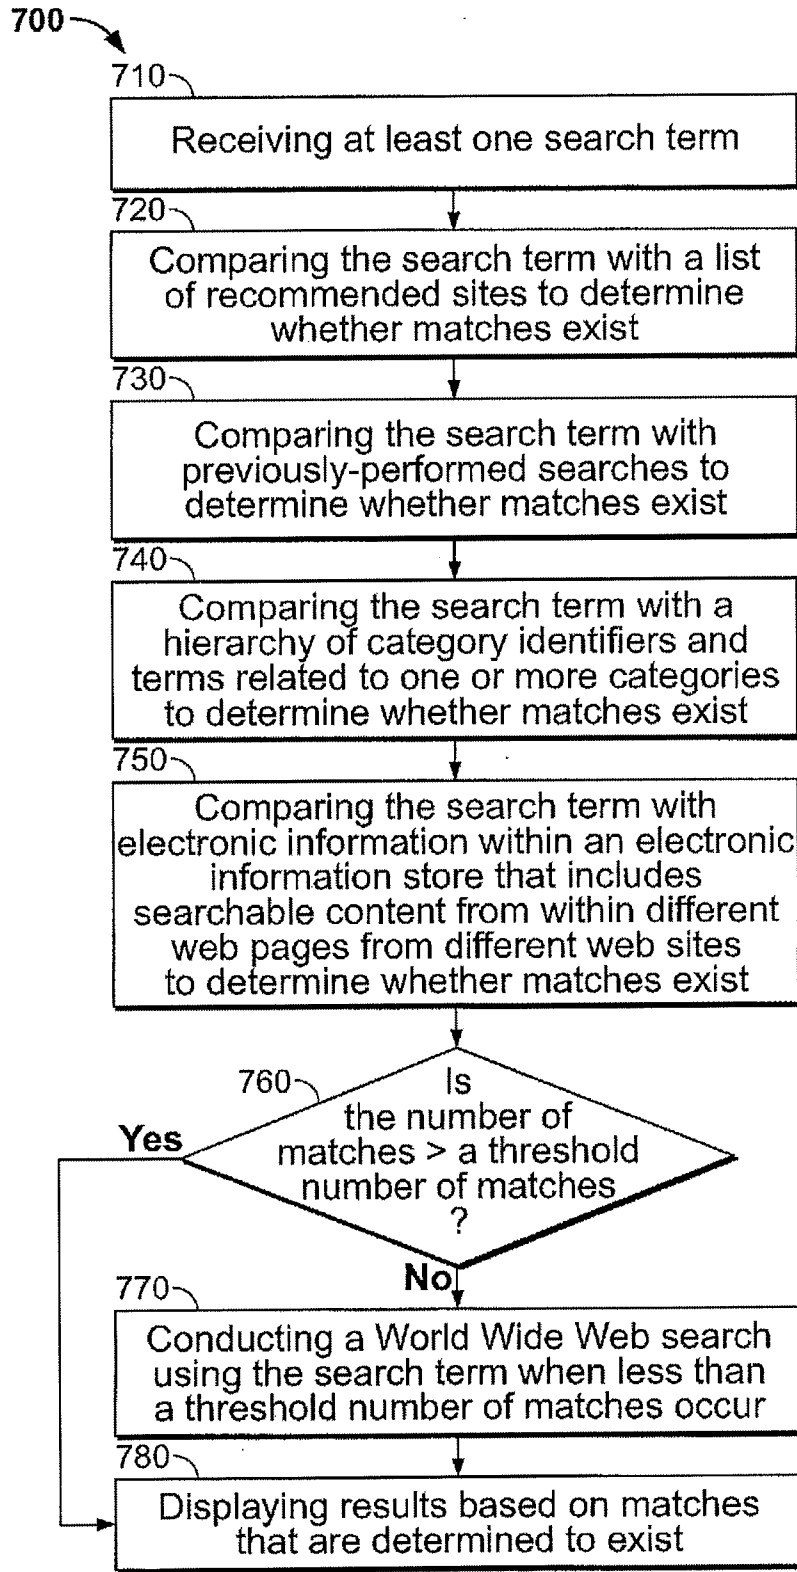 700
710
Receiving at least one search term
720
Comparing the search term with a list
of recommended sites to determine
whether matches exist
730
Comparing the search term with
previously-performed searches to
determine whether matches exist
740
Comparing the search term with a
hierarchy of category identifiers and
terms related to one or more categories
to determine whether matches exist
750
Comparing the search term with
electronic information within an electronic
information store that includes
searchable content from within different
web pages from different web sites
to determine whether matches exist
760
Is
the number of
matches > a threshold
number of matches
?
Yes
No
770
Conducting a World Wide Web search
using the search term when less than
a threshold number of matches occur
780
Displaying results based on matches
that are determined to exist